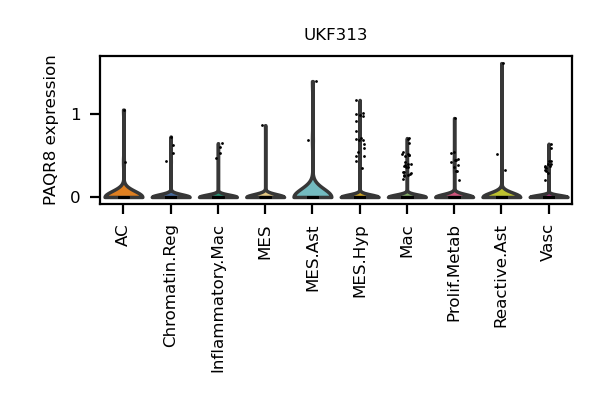 UKF313
PAQR8 expression
1
0
AC
Chromatin.Reg
Inflammatory.Mac
MES
MES.Ast
MES.Hyp
Mac
Prolif.Metab
Reactive.Ast
Vasc